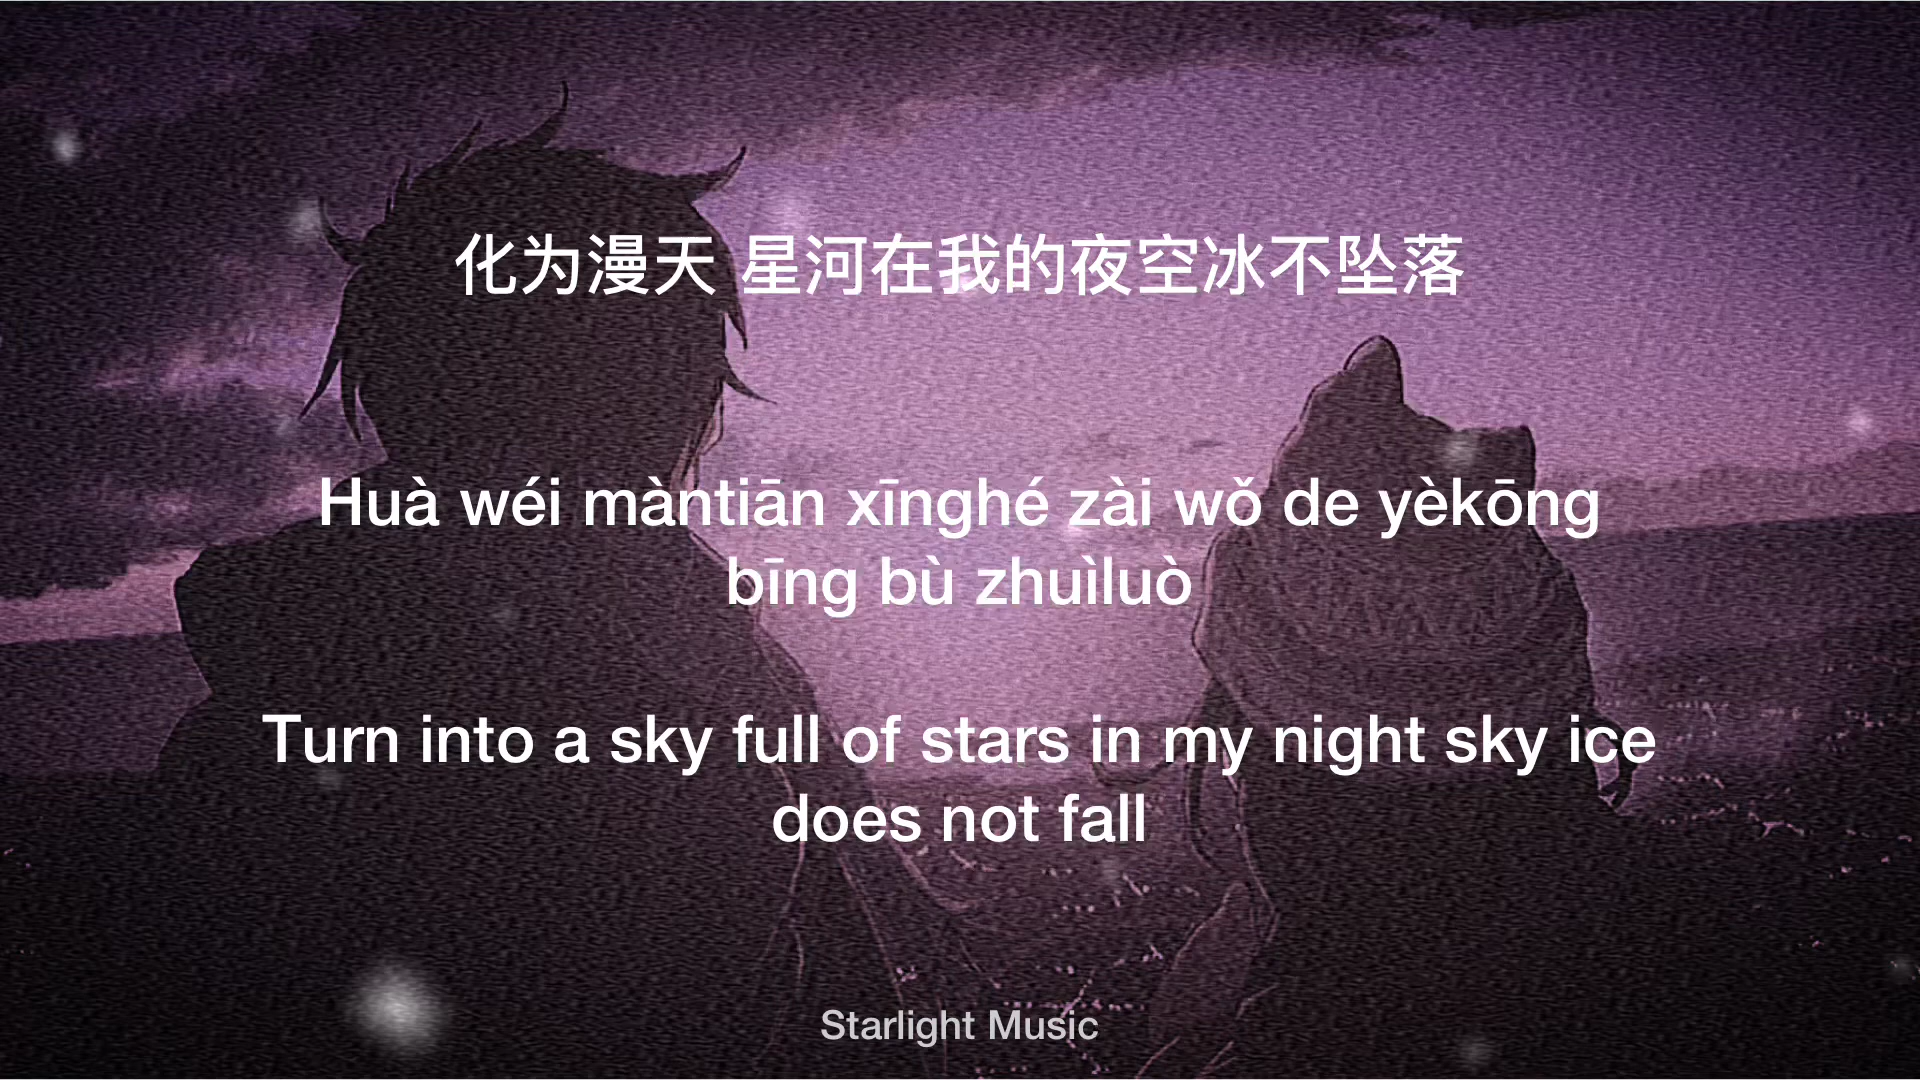 化为漫天 星河在我的夜空冰不坠落
Huà wéi màntiān xīnghé zài wǒ de yèkōng
bīng bù zhuìluò
Turn into a sky full of stars in my night sky ice
does not fall
Starlight Music